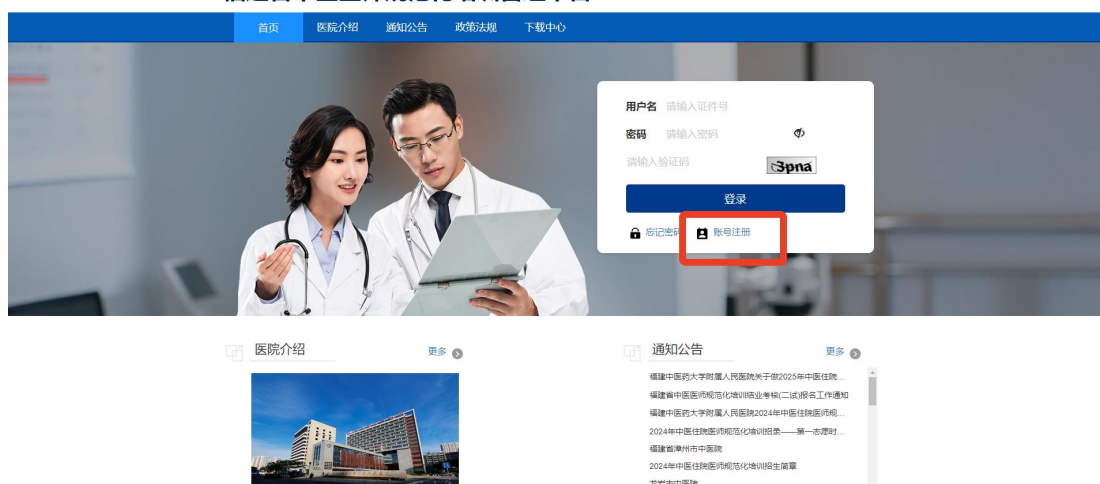 首页 医院介绍 通知公告 政策法规 下载中心
用户名 请输入证件号
密码 请输入密码
请输入验证码 3pna
登录
忘记密码 账号注册
医院介绍 更多
通知公告 更多
福建中医药大学附属人民医院关于做2025年中医住院...
福建省中医医师规范化培训结业考核(二试)报名工作通知
福建中医药大学附属人民医院2024年中医住院医师规...
2024年中医住院医师规范化培训招录——第一志愿时...
福建省漳州市中医院
2024年中医住院医师规范化培训招生简章
龙岩市中医院